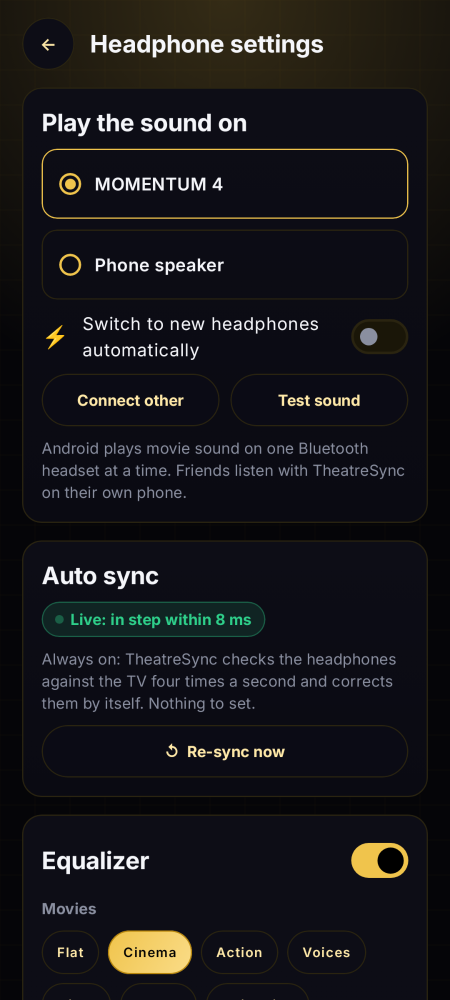 Headphone settings
Play the sound on
MOMENTUM 4
Phone speaker
Switch to new headphones
automatically
Connect other
Test sound
Android plays movie sound on one Bluetooth
headset at a time. Friends listen with TheatreSync
on their own phone.
Auto sync
Live: in step within 8 ms
Always on: TheatreSync checks the headphones
against the TV four times a second and corrects
them by itself. Nothing to set.
Re-sync now
Equalizer
Movies
Flat
Cinema
Action
Voices